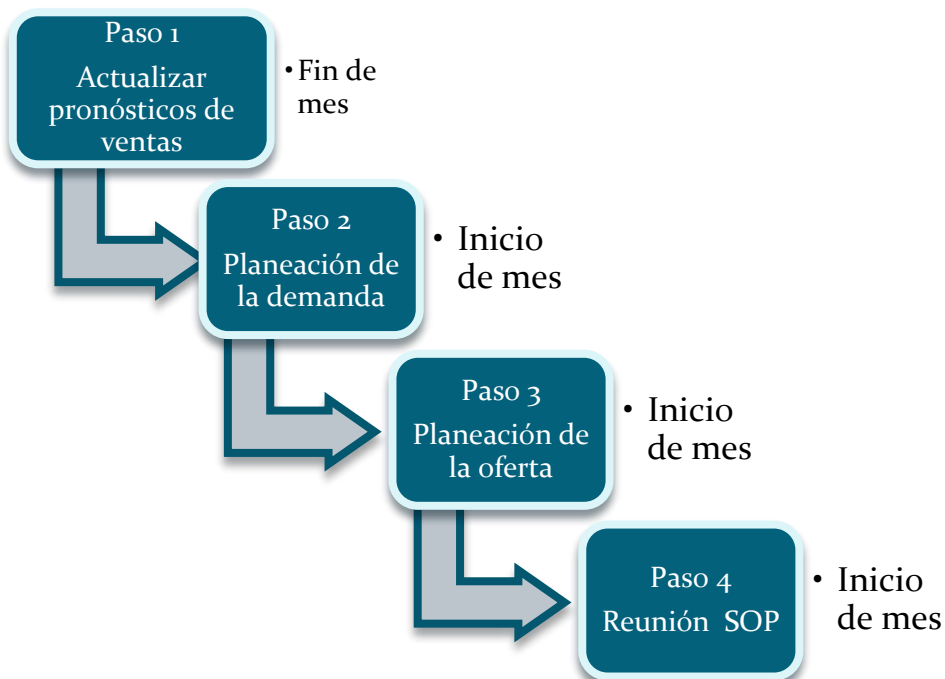 Paso 1
Actualizar
pronósticos de
ventas
•Fin de
mes
Paso 2
Planeación de
la demanda
• Inicio
de mes
Paso 3
Planeación de
la oferta
• Inicio
de mes
Paso 4
Reunión SOP
• Inicio
de mes